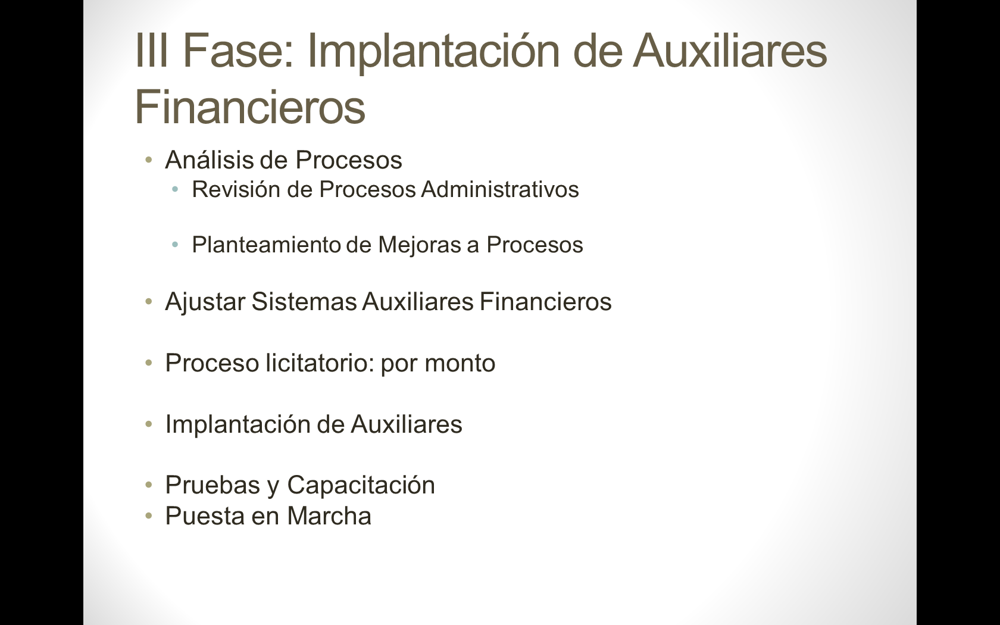 III Fase: Implantación de Auxiliares
Financieros
• Análisis de Procesos
• Revisión de Procesos Administrativos
• Planteamiento de Mejoras a Procesos
• Ajustar Sistemas Auxiliares Financieros
• Proceso licitatorio: por monto
• Implantación de Auxiliares
• Pruebas y Capacitación
• Puesta en Marcha